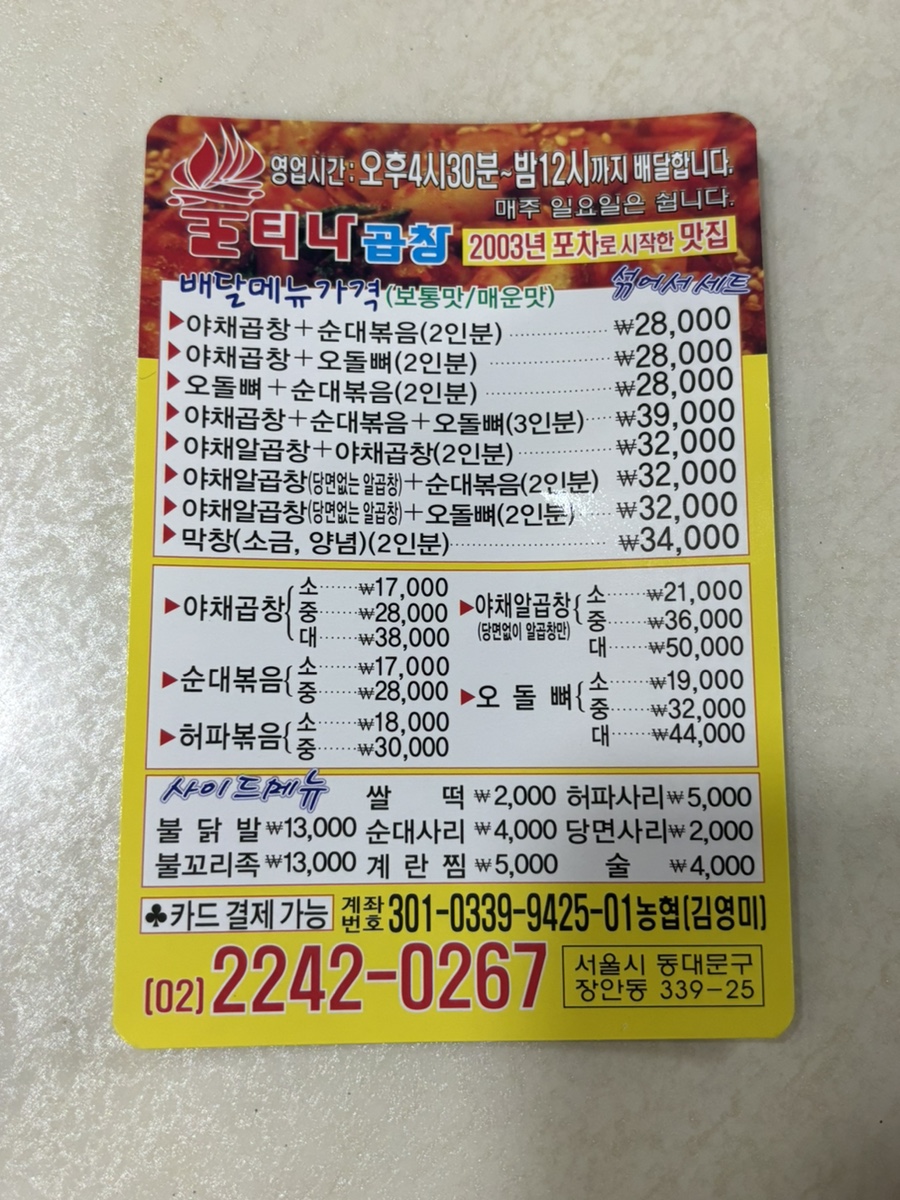 영업시간: 오후4시30분~밤12시까지 배달합니다.
매주 일요일은 쉽니다.
티나 곱창 2003년 포차로 시작한 맛집
배달메뉴가격(보통맛/매운맛) 섞어서 세트
▶야채곱창+순대볶음(2인분) ₩28,000
▶야채곱창+오돌뼈(2인분) ₩28,000
▶오돌뼈+순대볶음(2인분) ₩28,000
▶야채곱창+순대볶음+오돌뼈(3인분) ₩39,000
▶야채알곱창+야채곱창(2인분) ₩32,000
▶야채알곱창(당면없는 알곱창)+순대볶음(2인분) ₩32,000
▶야채알곱창(당면없는 알곱창)+오돌뼈(2인분) ₩32,000
▶막창(소금, 양념)(2인분) ₩34,000
▶야채곱창
소 ₩17,000
중 ₩28,000
대 ₩38,000
▶순대볶음
소 ₩17,000
중 ₩28,000
▶허파볶음
소 ₩18,000
중 ₩30,000
▶야채알곱창
(당면없이 알곱창만)
소 ₩21,000
중 ₩36,000
대 ₩50,000
▶오 돌 뼈
소 ₩19,000
중 ₩32,000
대 ₩44,000
사이드메뉴 쌀 떡 ₩2,000 허파사리 ₩5,000
불 닭 발 ₩13,000 순대사리 ₩4,000 당면사리 ₩2,000
불꼬리족 ₩13,000 계 란 찜 ₩5,000 술 ₩4,000
♣카드 결제 가능 계좌번호 301-0339-9425-01농협(김영미)
(02)2242-0267
서울시 동대문구
장안동 339-25